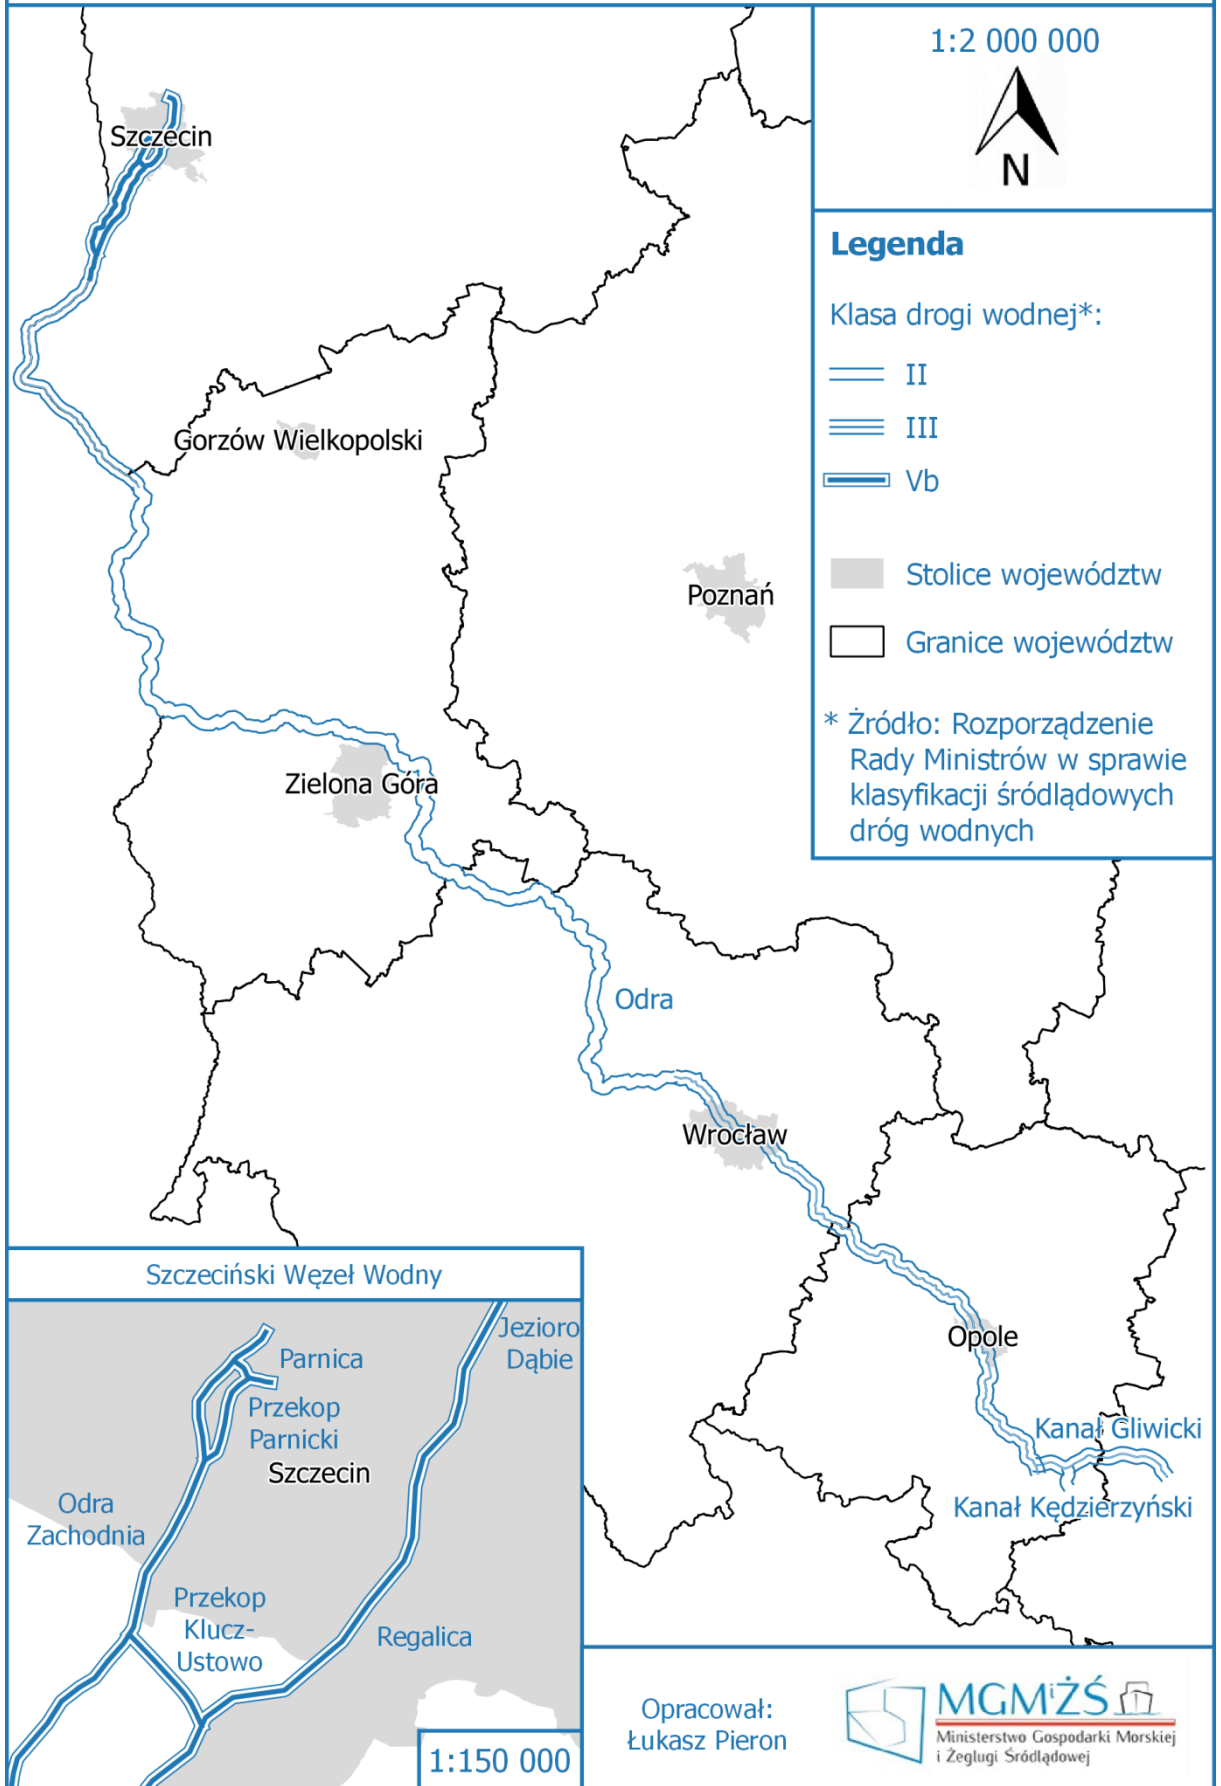 1:2 000 000
N
Legenda
Klasa drogi wodnej*:
II
III
Vb
Stolice województw
Granice województw
* Źródło: Rozporządzenie
Rady Ministrów w sprawie
klasyfikacji śródlądowych
dróg wodnych
Szczecin
Gorzów Wielkopolski
Poznań
Zielona Góra
Odra
Wrocław
Opole
Kanał Gliwicki
Kanał Kędzierzyński
Szczeciński Węzeł Wodny
Jezioro
Dąbie
Parnica
Przekop
Parnicki
Szczecin
Odra
Zachodnia
Przekop
Klucz-
Ustowo
Regalica
1:150 000
Opracował:
Łukasz Pieron
MGMiŻŚ
Ministerstwo Gospodarki Morskiej
i Żeglugi Śródlądowej